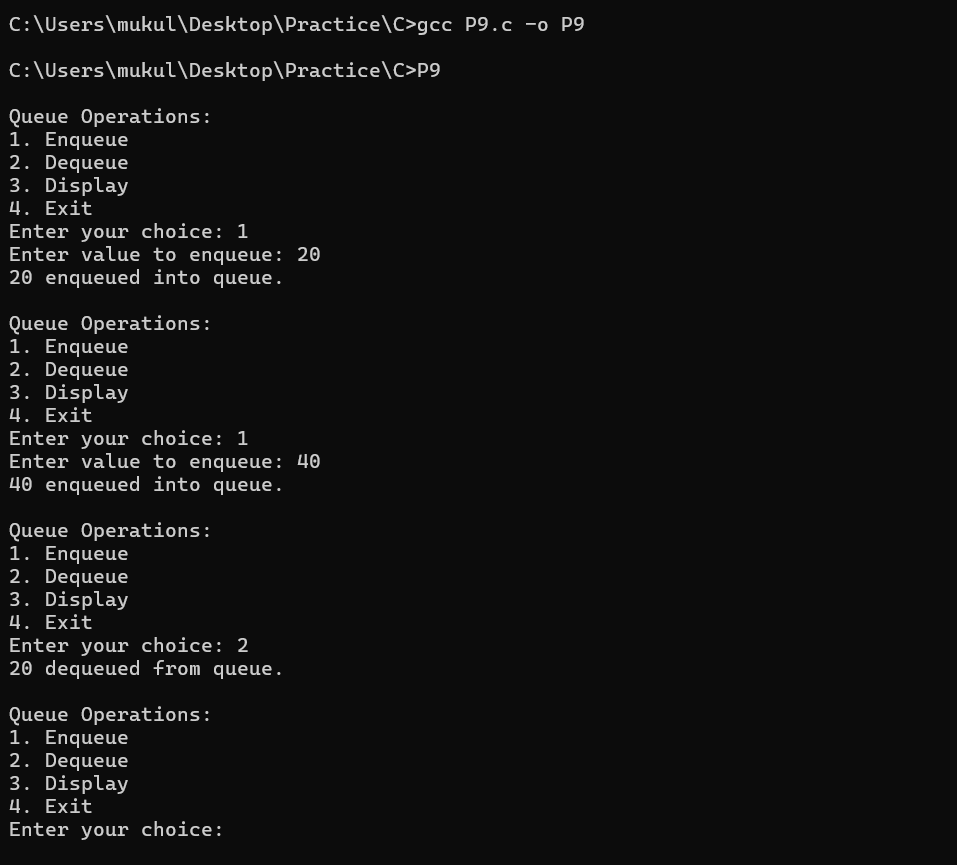 C:\Users\mukul\Desktop\Practice\C>gcc P9.c -o P9
C:\Users\mukul\Desktop\Practice\C>P9
Queue Operations:
1. Enqueue
2. Dequeue
3. Display
4. Exit
Enter your choice: 1
Enter value to enqueue: 20
20 enqueued into queue.
Queue Operations:
1. Enqueue
2. Dequeue
3. Display
4. Exit
Enter your choice: 1
Enter value to enqueue: 40
40 enqueued into queue.
Queue Operations:
1. Enqueue
2. Dequeue
3. Display
4. Exit
Enter your choice: 2
20 dequeued from queue.
Queue Operations:
1. Enqueue
2. Dequeue
3. Display
4. Exit
Enter your choice: